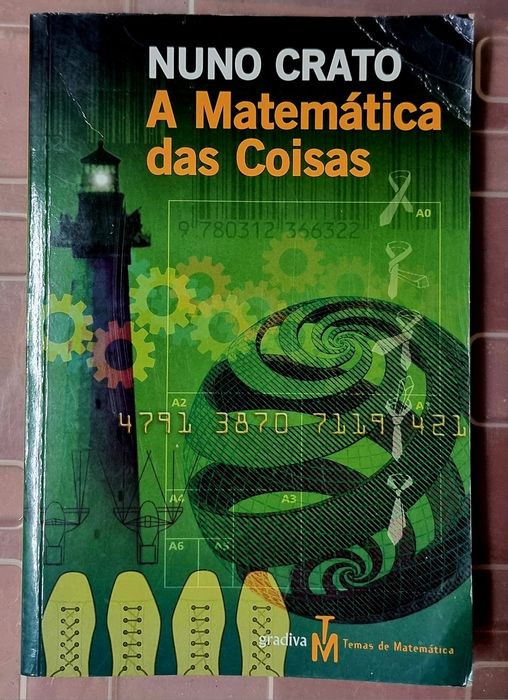 NUNO CRATO
A Matemática
das Coisas
A0
9 780312 366322
A2
A1
4791 3870 7119 421
A4
A3
A6
A5
gradiva
TM
Temas de Matemática